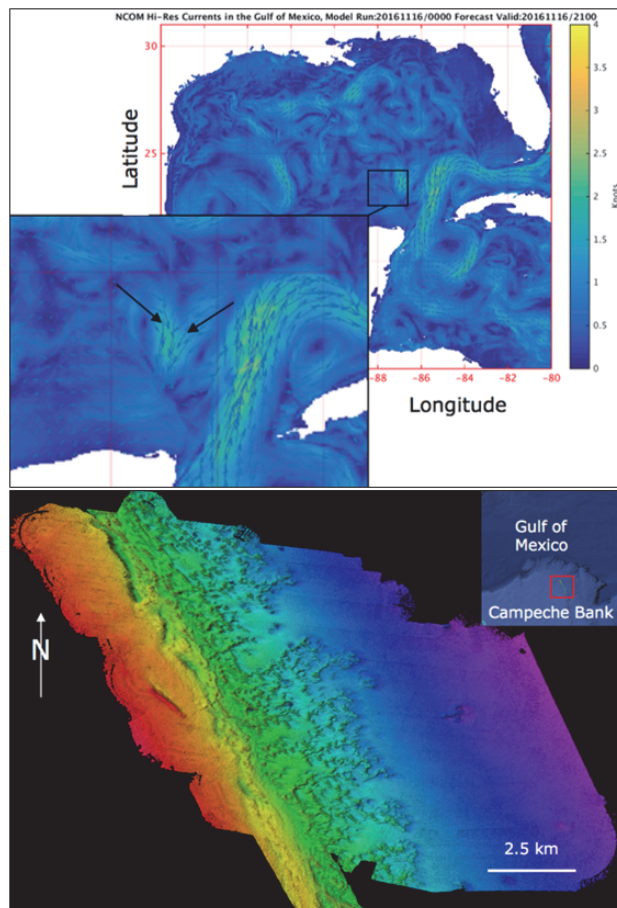 NCOM Hi-Res Currents in the Gulf of Mexico, Model Run:20161116/0000 Forecast Valid:20161116/2100
30
25
Latitude
4
3.5
3
2.5
2
1.5
1
0.5
0
Knots
-88
-86
-84
-82
-80
Longitude
Gulf of
Mexico
Campeche Bank
N
2.5 km